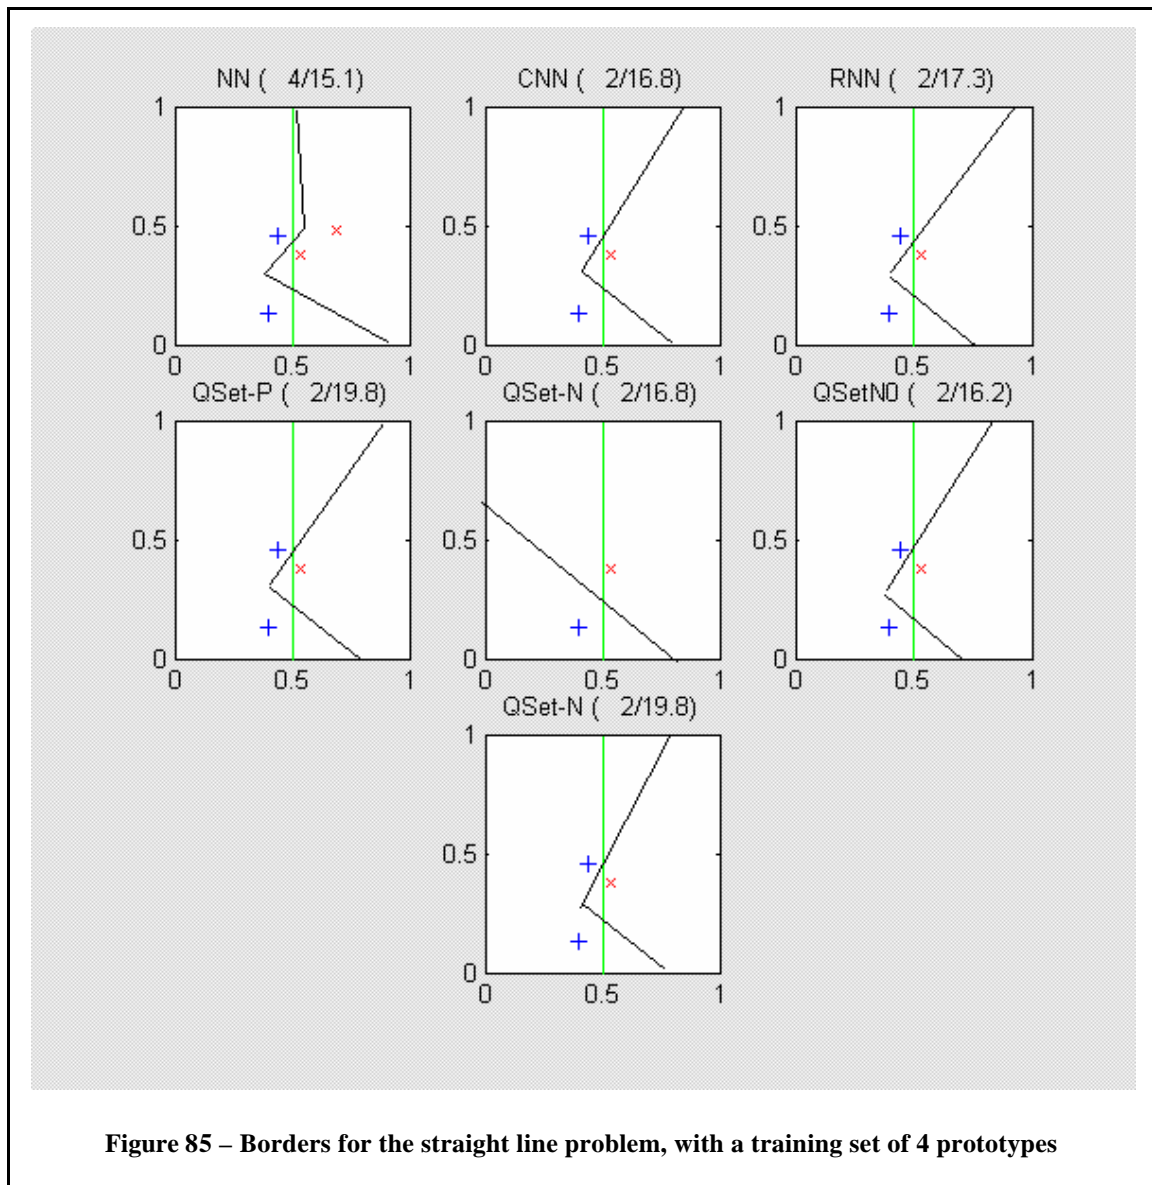 NN ( 4/15.1) CNN ( 2/16.8) RNN ( 2/17.3)
1 1 1
0.5 0.5 0.5
0 0 0
0 0.5 1 0 0.5 1 0 0.5 1
QSet-P ( 2/19.8) QSet-N ( 2/16.8) QSetN0 ( 2/16.2)
1 1 1
0.5 0.5 0.5
0 0 0
0 0.5 1 0 0.5 1 0 0.5 1
QSet-N ( 2/19.8)
1
0.5
0
0 0.5 1
Figure 85 – Borders for the straight line problem, with a training set of 4 prototypes